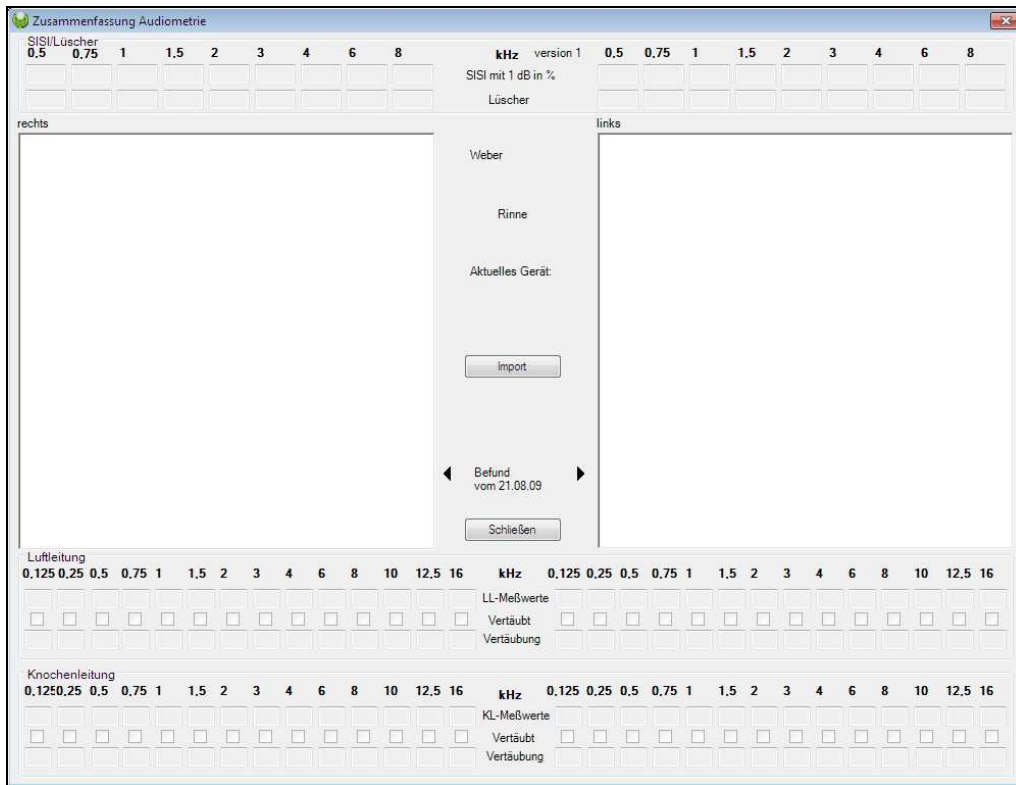 Zusammenfassung Audiometrie
SISI/Lüscher
0,5 0,75 1 1,5 2 3 4 6 8 kHz version 1 0,5 0,75 1 1,5 2 3 4 6 8
SISI mit 1 dB in %
Lüscher
rechts links
Weber
Rinne
Aktuelles Gerät:
Import
Befund
vom 21.08.09
Schließen
Luftleitung
0,125 0,25 0,5 0,75 1 1,5 2 3 4 6 8 10 12,5 16 kHz 0,125 0,25 0,5 0,75 1 1,5 2 3 4 6 8 10 12,5 16
LL-Meßwerte
Vertäubt
Vertäubung
Knochenleitung
0,125 0,25 0,5 0,75 1 1,5 2 3 4 6 8 10 12,5 16 kHz 0,125 0,25 0,5 0,75 1 1,5 2 3 4 6 8 10 12,5 16
KL-Meßwerte
Vertäubt
Vertäubung